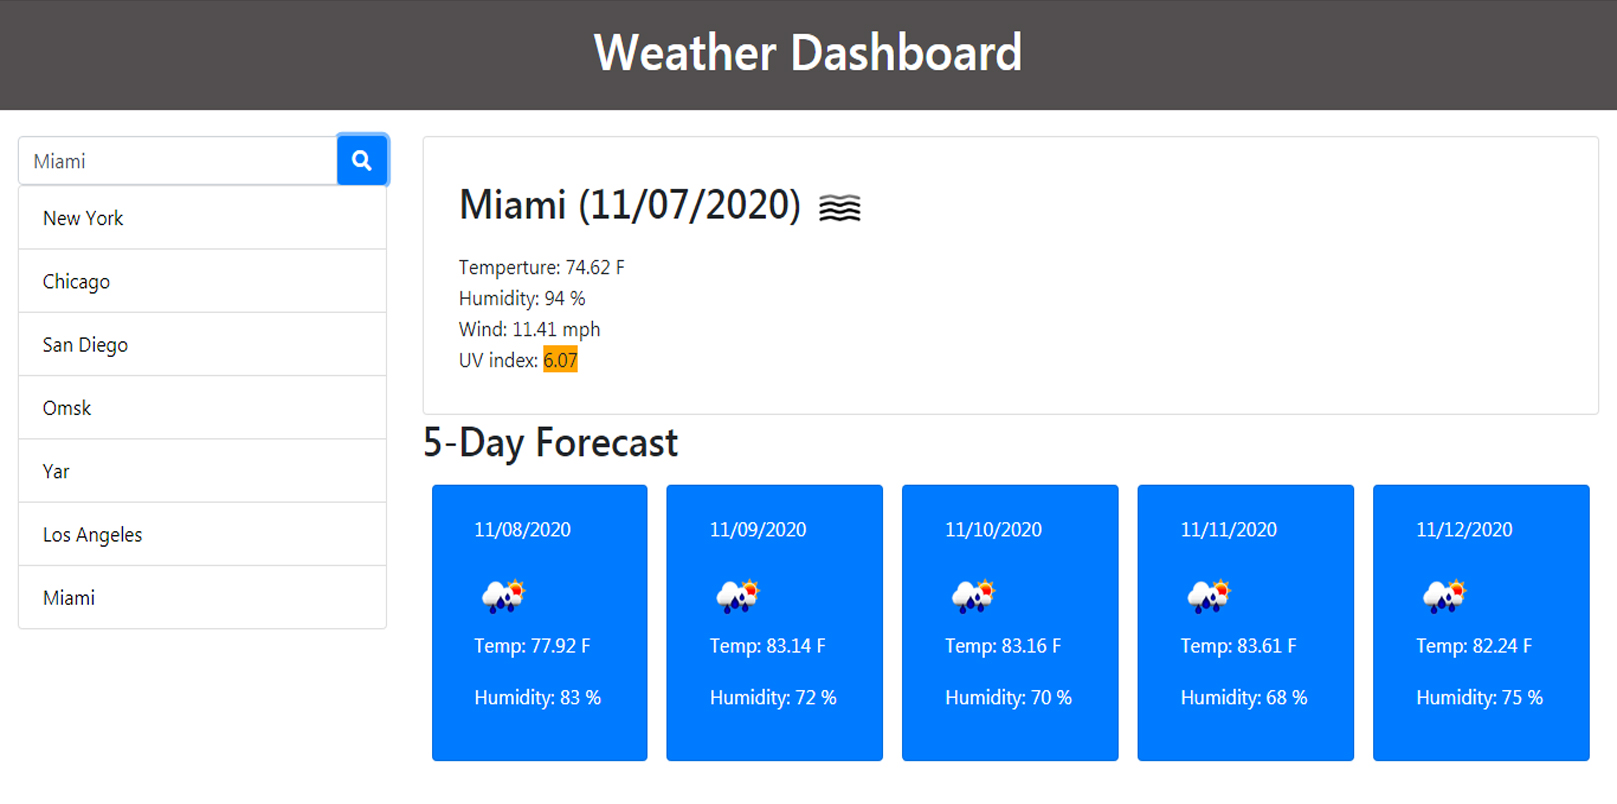 Weather Dashboard
Miami
New York
Chicago
San Diego
Omsk
Yar
Los Angeles
Miami
Miami (11/07/2020)
Temperture: 74.62 F
Humidity: 94 %
Wind: 11.41 mph
UV index: 6.07
5-Day Forecast
11/08/2020
Temp: 77.92 F
Humidity: 83 %
11/09/2020
Temp: 83.14 F
Humidity: 72 %
11/10/2020
Temp: 83.16 F
Humidity: 70 %
11/11/2020
Temp: 83.61 F
Humidity: 68 %
11/12/2020
Temp: 82.24 F
Humidity: 75 %